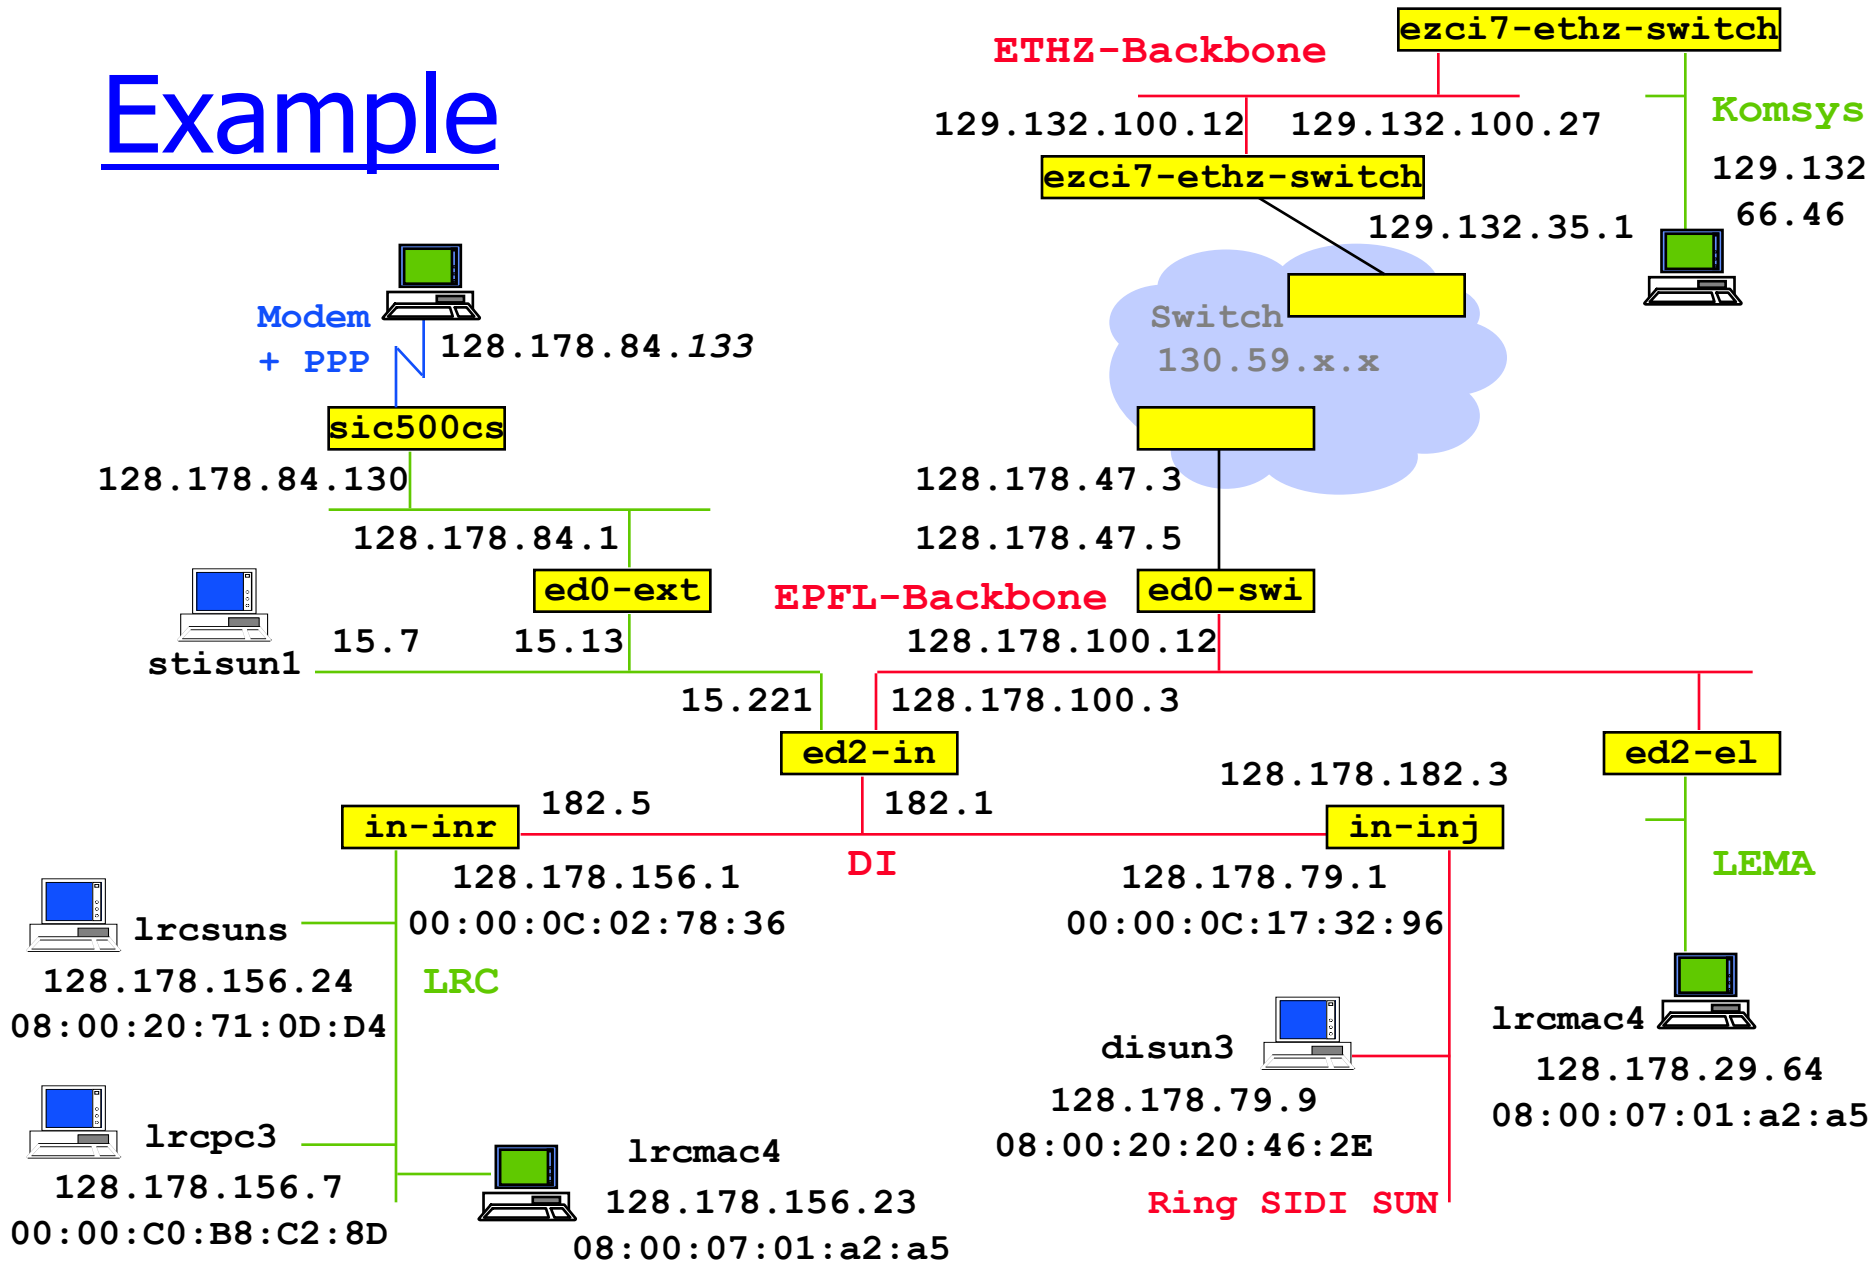 Example
ezci7-ethz-switch
ETHZ-Backbone
129.132.100.12
129.132.100.27
Komsys
129.132
66.46
ezci7-ethz-switch
129.132.35.1
Modem
+ PPP
128.178.84.133
Switch
130.59.x.x
sic500cs
128.178.84.130
128.178.47.3
128.178.84.1
128.178.47.5
ed0-ext
EPFL-Backbone
ed0-swi
stisun1
15.7
15.13
128.178.100.12
15.221
128.178.100.3
ed2-in
ed2-el
128.178.182.3
182.5
182.1
in-inr
in-inj
DI
LEMA
128.178.156.1
00:00:0C:02:78:36
128.178.79.1
00:00:0C:17:32:96
lrcsuns
128.178.156.24
08:00:20:71:0D:D4
LRC
disun3
128.178.79.9
08:00:20:20:46:2E
lrcmac4
128.178.29.64
08:00:07:01:a2:a5
lrcpc3
128.178.156.7
00:00:C0:B8:C2:8D
lrcmac4
128.178.156.23
08:00:07:01:a2:a5
Ring SIDI SUN